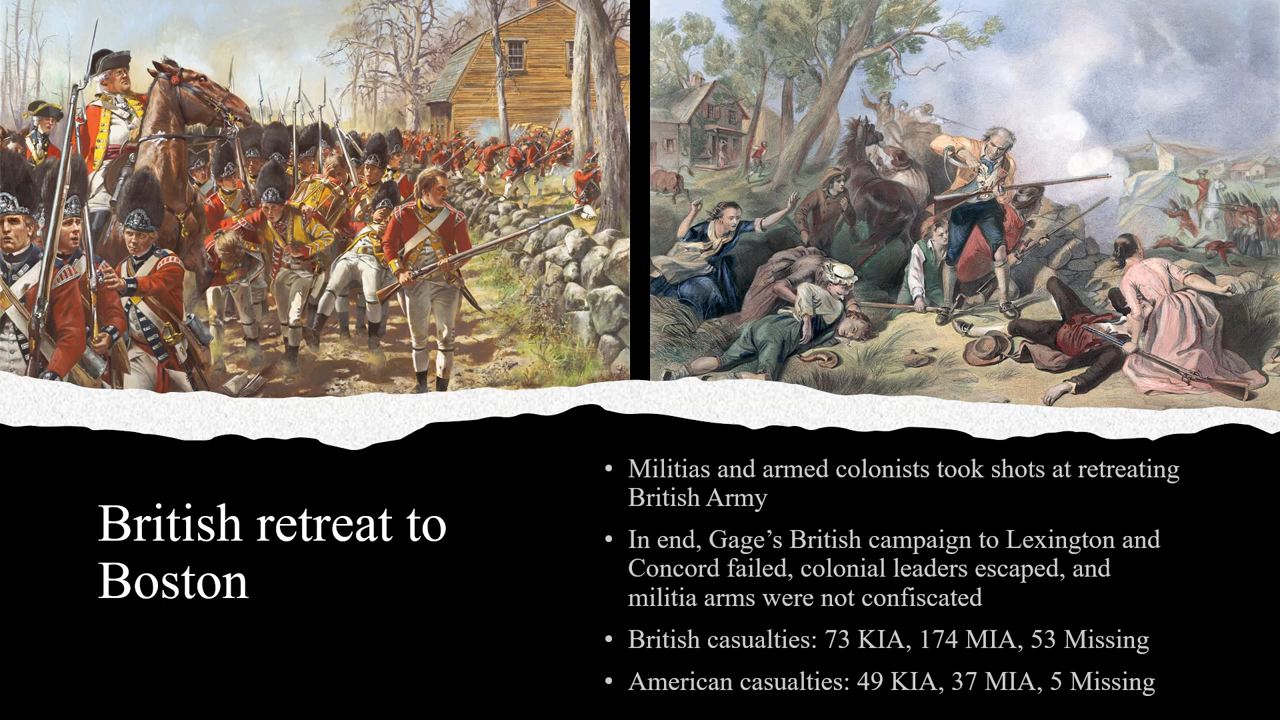 British retreat to
Boston
• Militias and armed colonists took shots at retreating
British Army
• In end, Gage’s British campaign to Lexington and
Concord failed, colonial leaders escaped, and
militia arms were not confiscated
• British casualties: 73 KIA, 174 MIA, 53 Missing
• American casualties: 49 KIA, 37 MIA, 5 Missing